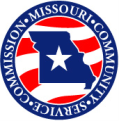 MISSOURI • COMMUNITY • SERVICE • COMMISSION •